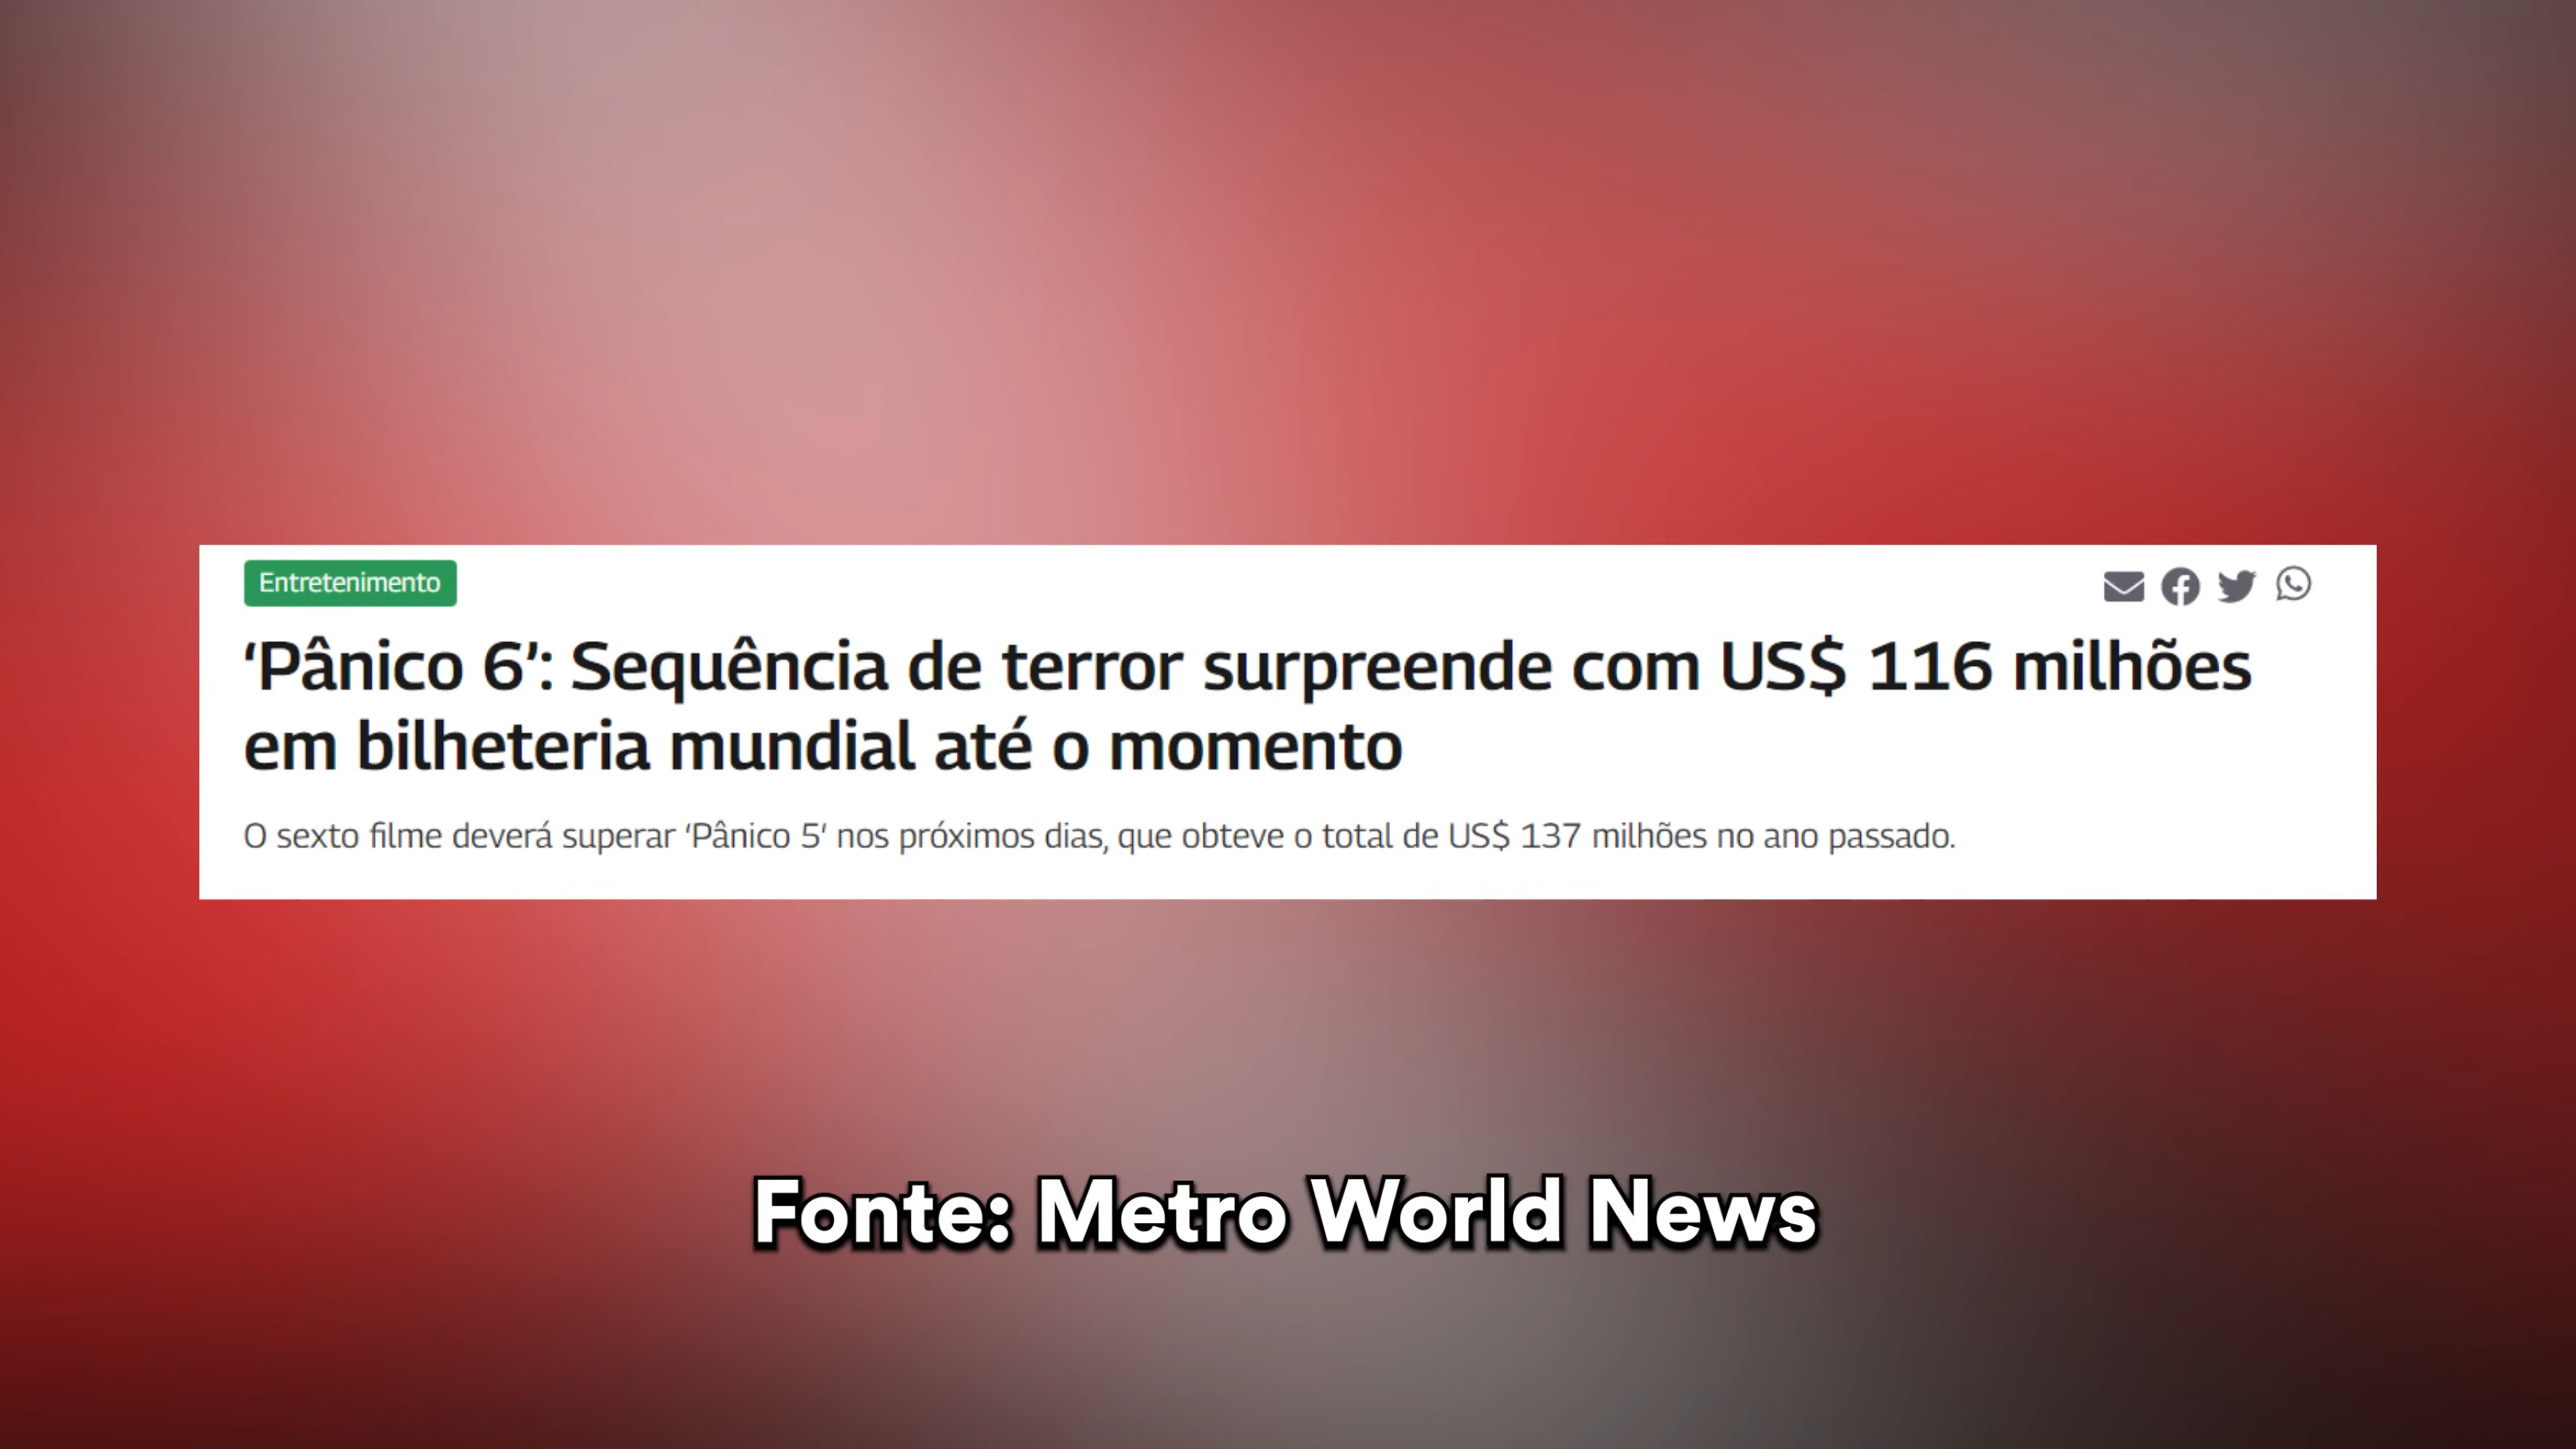 Entretenimento
‘Pânico 6’: Sequência de terror surpreende com US$ 116 milhões
em bilheteria mundial até o momento
O sexto filme deverá superar ‘Pânico 5’ nos próximos dias, que obteve o total de US$ 137 milhões no ano passado.
Fonte: Metro World News